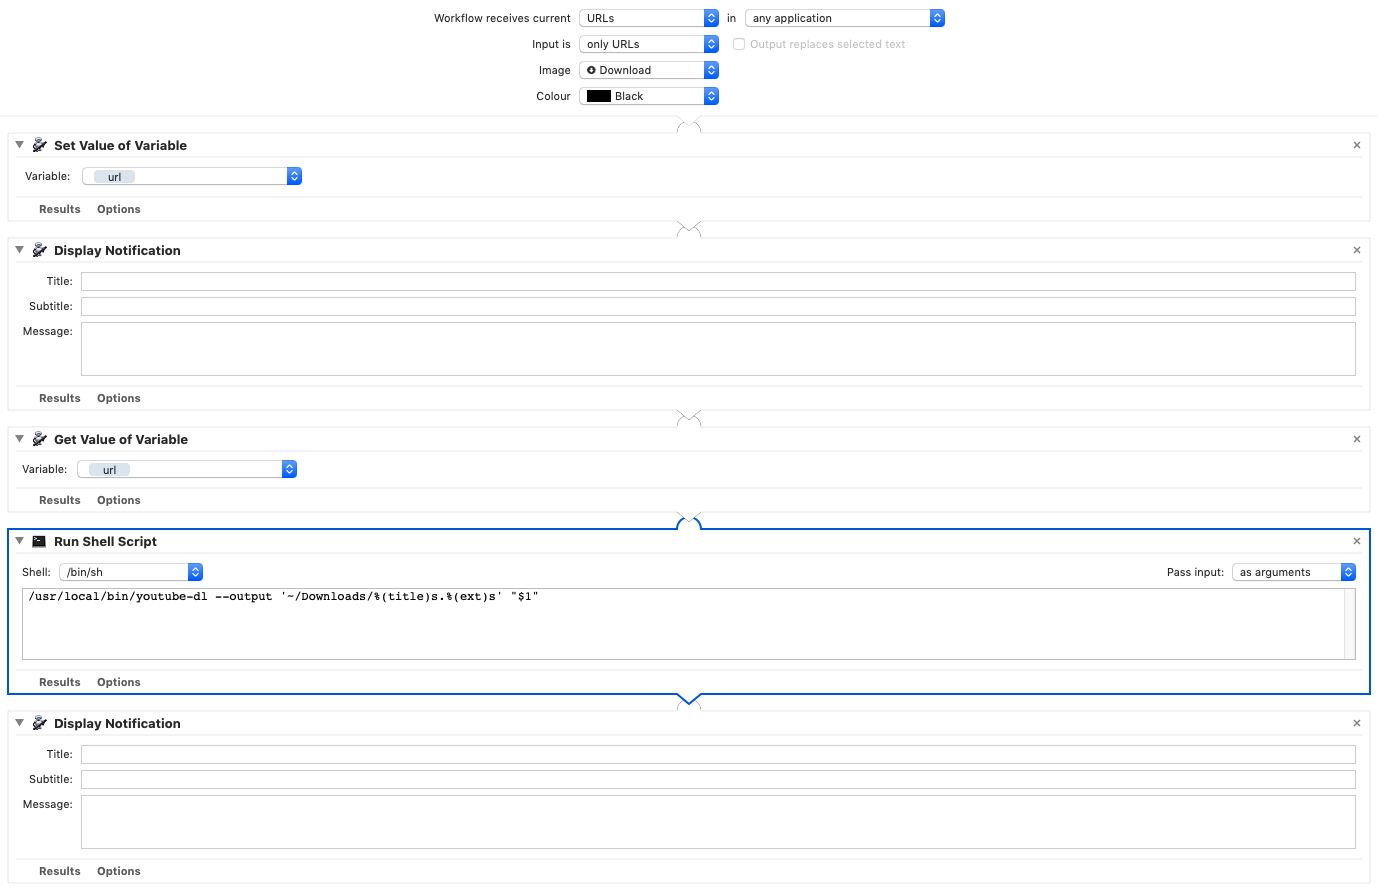 Workflow receives current URLs in any application
Input is only URLs Output replaces selected text
Image Download
Colour Black
Set Value of Variable
Variable: url
Results Options
Display Notification
Title:
Subtitle:
Message:
Results Options
Get Value of Variable
Variable: url
Results Options
Run Shell Script
Shell: /bin/sh Pass input: as arguments
/usr/local/bin/youtube-dl --output '~/Downloads/%(title)s.%(ext)s' "$1"
Results Options
Display Notification
Title:
Subtitle:
Message:
Results Options